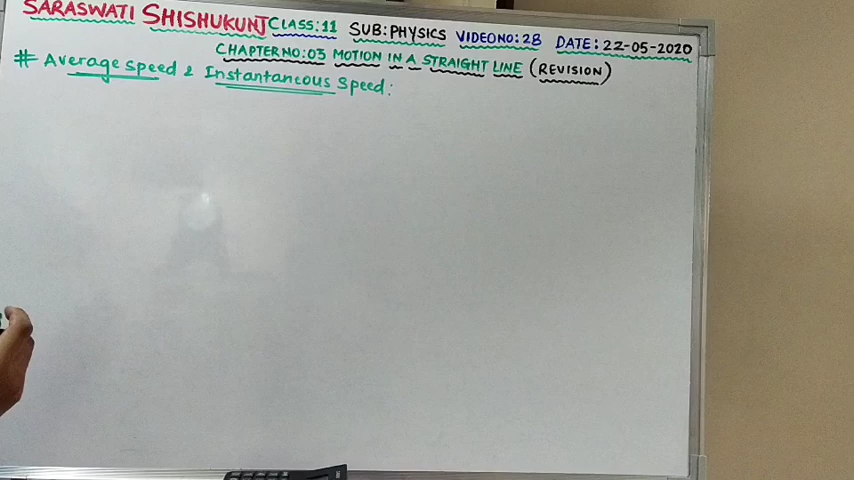 SARASWATI SHISHUKUNJ CLASS:11 SUB:PHYSICS VIDEO NO:28 DATE:22-05-2020
CHAPTER NO:03 MOTION IN A STRAIGHT LINE (REVISION)
# Average speed & Instantaneous speed: